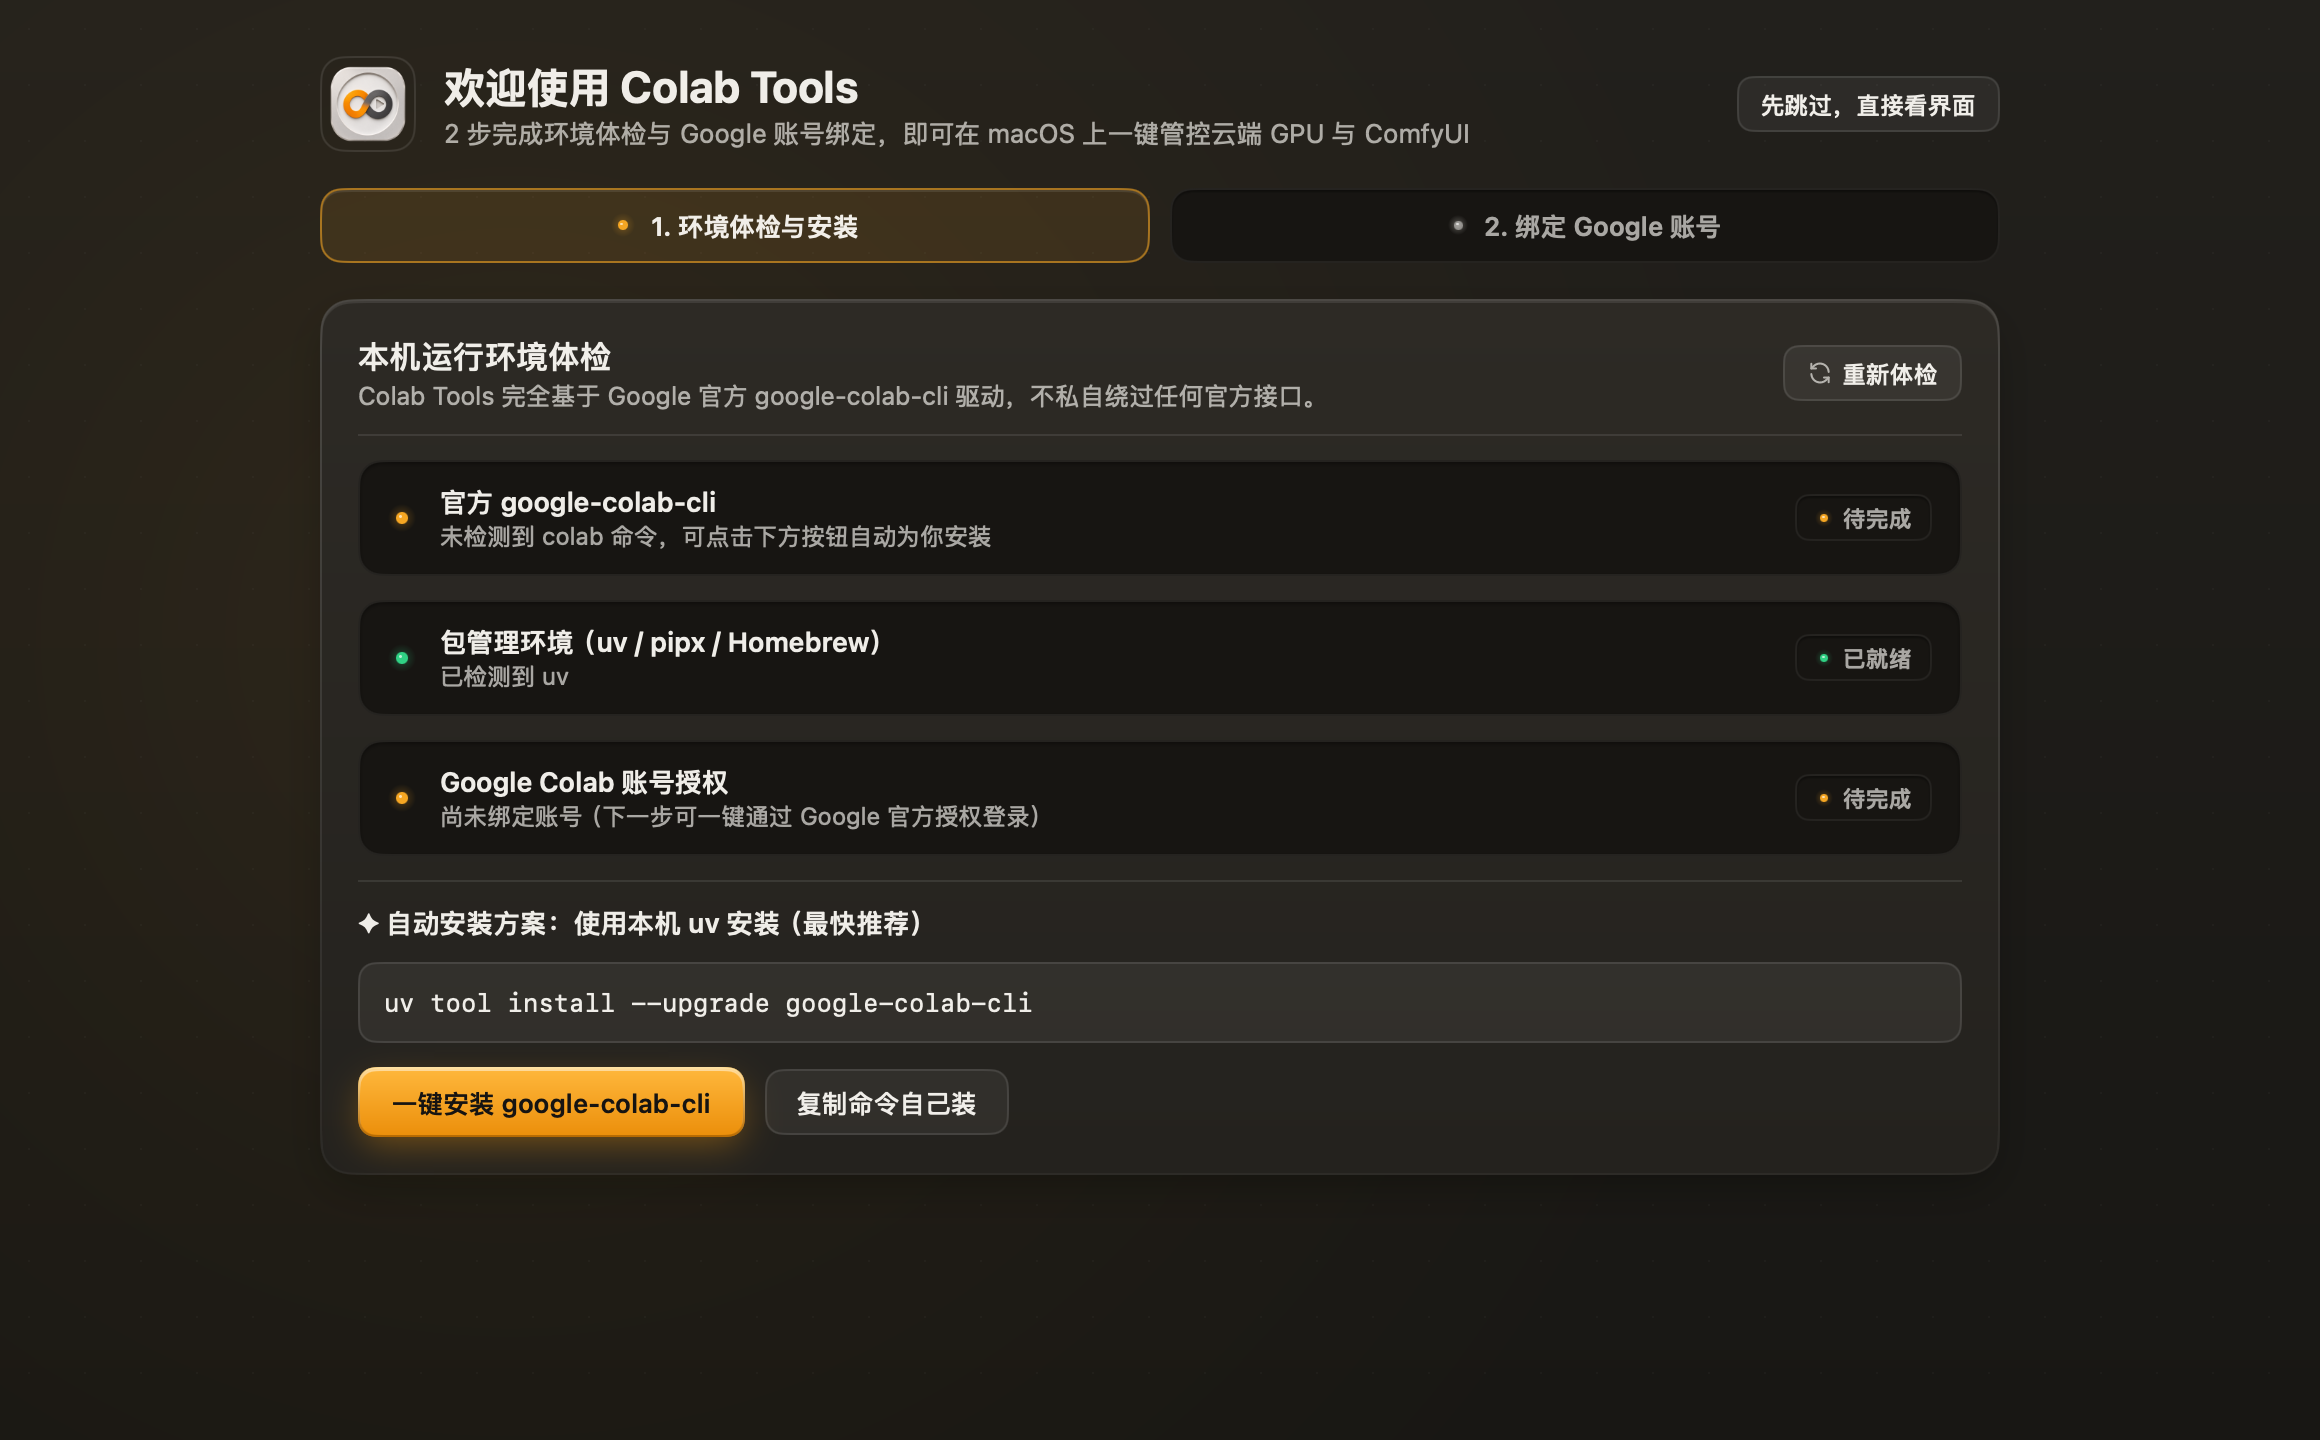 欢迎使用 Colab Tools
2 步完成环境体检与 Google 账号绑定，即可在 macOS 上一键管控云端 GPU 与 ComfyUI
先跳过，直接看界面
1. 环境体检与安装
2. 绑定 Google 账号
本机运行环境体检
Colab Tools 完全基于 Google 官方 google-colab-cli 驱动，不私自绕过任何官方接口。
重新体检
官方 google-colab-cli
未检测到 colab 命令，可点击下方按钮自动为你安装
待完成
包管理环境（uv / pipx / Homebrew）
已检测到 uv
已就绪
Google Colab 账号授权
尚未绑定账号（下一步可一键通过 Google 官方授权登录）
待完成
✦ 自动安装方案：使用本机 uv 安装（最快推荐）
uv tool install --upgrade google-colab-cli
一键安装 google-colab-cli
复制命令自己装